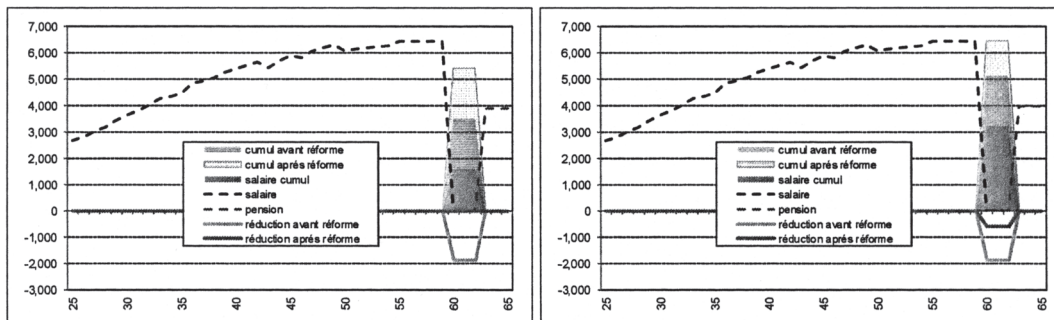 7,000
6,000
5,000
4,000
3,000
2,000
1,000
0
-1,000
-2,000
-3,000
cumul avant réforme
cumul aprés réforme
salaire cumul
salaire
pension
réduction avant réforme
réduction aprés réforme
25 30 35 40 45 50 55 60 65
7,000
6,000
5,000
4,000
3,000
2,000
1,000
0
-1,000
-2,000
-3,000
cumul avant réforme
cumul aprés réforme
salaire cumul
salaire
pension
réduction avant réforme
réduction aprés réforme
25 30 35 40 45 50 55 60 65